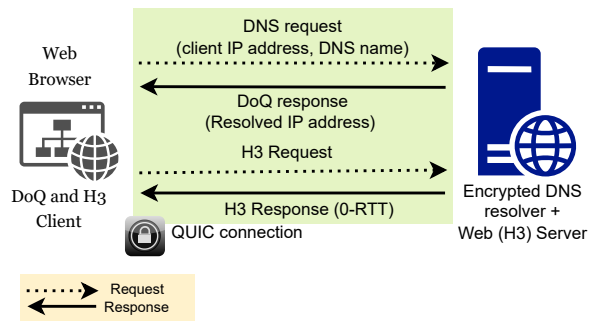 DNS request
(client IP address, DNS name)
Web
Browser
DoQ response
(Resolved IP address)
H3 Request
DoQ and H3
Client
Encrypted DNS
resolver +
Web (H3) Server
H3 Response (0-RTT)
QUIC connection
Request
Response